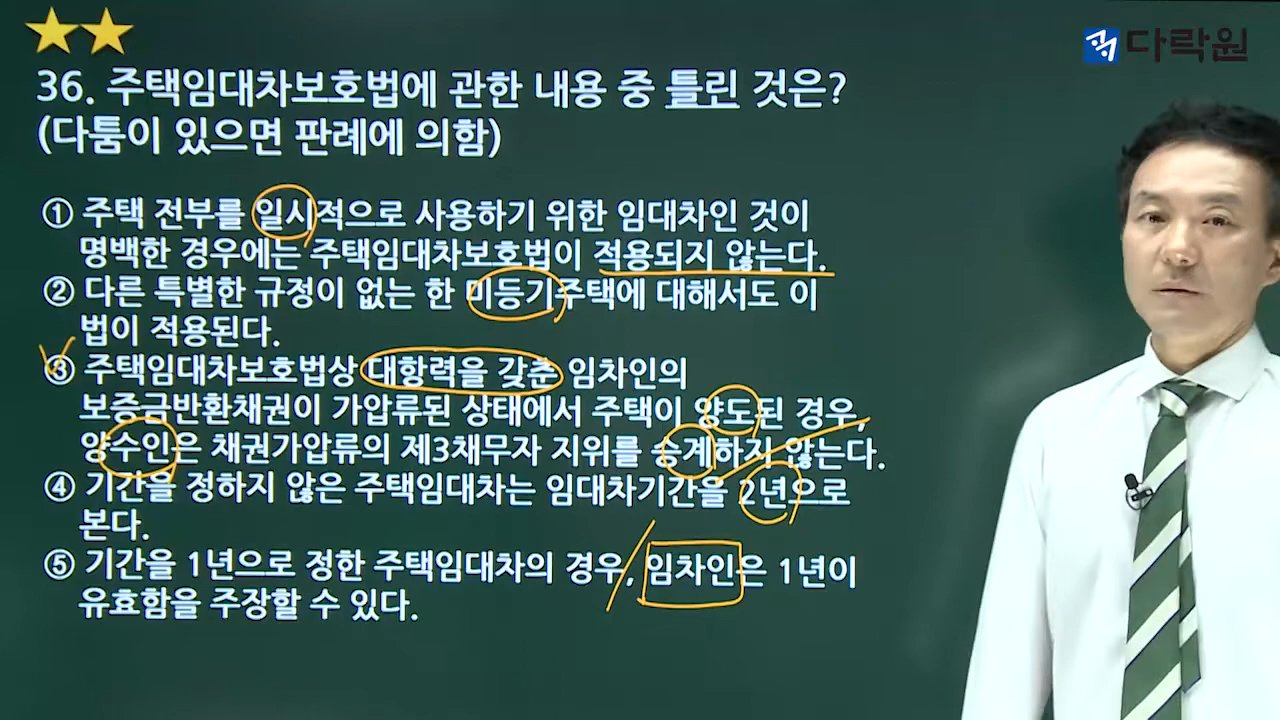 다락원
36. 주택임대차보호법에 관한 내용 중 틀린 것은?
(다툼이 있으면 판례에 의함)
① 주택 전부를 일시적으로 사용하기 위한 임대차인 것이
명백한 경우에는 주택임대차보호법이 적용되지 않는다.
② 다른 특별한 규정이 없는 한 미등기주택에 대해서도 이
법이 적용된다.
③ 주택임대차보호법상 대항력을 갖춘 임차인의
보증금반환채권이 가압류된 상태에서 주택이 양도된 경우,
양수인은 채권가압류의 제3채무자 지위를 승계하지 않는다.
④ 기간을 정하지 않은 주택임대차는 임대차기간을 2년으로
본다.
⑤ 기간을 1년으로 정한 주택임대차의 경우, 임차인은 1년이
유효함을 주장할 수 있다.